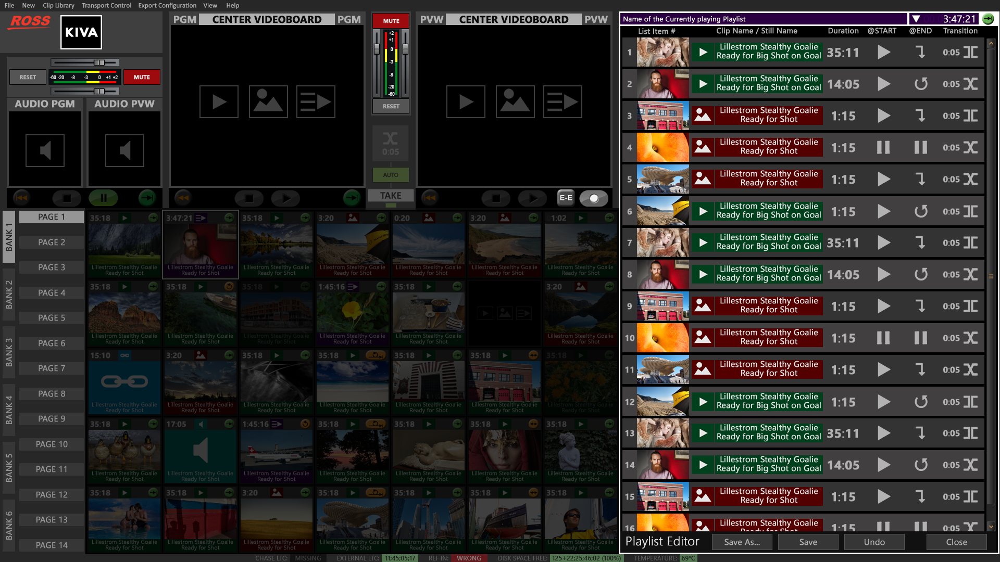 File New Clip Library Transport Control Export Configuration View Help
ROSS
KIVA
RESET
-60 -20 -8 -3 0 +1 +2
MUTE
AUDIO PGM
AUDIO PVW
PGM CENTER VIDEOBOARD PGM
MUTE
+2
+1
0
-3
-8
-20
-60
RESET
0:05
AUTO
TAKE
PVW CENTER VIDEOBOARD PVW
E-E
BANK 1
BANK 2
BANK 3
BANK 4
BANK 5
BANK 6
PAGE 1
PAGE 2
PAGE 3
PAGE 4
PAGE 5
PAGE 6
PAGE 7
PAGE 8
PAGE 9
PAGE 10
PAGE 11
PAGE 12
PAGE 13
PAGE 14
35:18 3:47:21 35:18 3:20 0:20 3:20 01:02
Lillestrom Stealthy Goalie Lillestrom Stealthy Goalie Lillestrom Stealthy Goalie Lillestrom Stealthy Goalie Lillestrom Stealthy Goalie Lillestrom Stealthy Goalie Lillestrom Stealthy Goalie
Ready for Shot Ready for Shot Ready for Shot Ready for Shot Ready for Shot Ready for Shot Ready for Shot
35:18 35:18 35:18 1:45:16 35:18 3:20
Lillestrom Stealthy Goalie Lillestrom Stealthy Goalie Lillestrom Stealthy Goalie Lillestrom Stealthy Goalie Lillestrom Stealthy Goalie Lillestrom Stealthy Goalie
Ready for Shot Ready for Shot Ready for Shot Ready for Shot Ready for Shot Ready for Shot
15:10 3:20 35:18 35:18 35:18 35:18 35:18
Lillestrom Stealthy Goalie Lillestrom Stealthy Goalie Lillestrom Stealthy Goalie Lillestrom Stealthy Goalie Lillestrom Stealthy Goalie Lillestrom Stealthy Goalie Lillestrom Stealthy Goalie
Ready for Shot Ready for Shot Ready for Shot Ready for Shot Ready for Shot Ready for Shot Ready for Shot
35:18 17:05 1:45:16 35:18 35:18 35:18 35:18
Lillestrom Stealthy Goalie Lillestrom Stealthy Goalie Lillestrom Stealthy Goalie Lillestrom Stealthy Goalie Lillestrom Stealthy Goalie Lillestrom Stealthy Goalie Lillestrom Stealthy Goalie
Ready for Shot Ready for Shot Ready for Shot Ready for Shot Ready for Shot Ready for Shot Ready for Shot
35:18 35:18 3:20 35:18 35:18 35:18 35:18
Lillestrom Stealthy Goalie Lillestrom Stealthy Goalie Lillestrom Stealthy Goalie Lillestrom Stealthy Goalie Lillestrom Stealthy Goalie Lillestrom Stealthy Goalie Lillestrom Stealthy Goalie
Ready for Shot Ready for Shot Ready for Shot Ready for Shot Ready for Shot Ready for Shot Ready for Shot
CHASE LTC: MISSING EXTERNAL LTC: 11;45;05;17 REF IN: WRONG DISK SPACE FREE: 125+22;25;46;02 (100%) TEMPERATURE: 69°C
Name of the Currently playing Playlist 3:47:21
List Item # Clip Name / Still Name Duration @START @END Transition
1 Lillestrom Stealthy Goalie
Ready for Big Shot on Goal 35:11 0:05
2 Lillestrom Stealthy Goalie
Ready for Big Shot on Goal 14:05 0:05
3 Lillestrom Stealthy Goalie
Ready for Shot 1:15 0:05
4 Lillestrom Stealthy Goalie
Ready for Shot 1:15 0:05
5 Lillestrom Stealthy Goalie
Ready for Shot 1:15 0:05
6 Lillestrom Stealthy Goalie
Ready for Big Shot on Goal 1:15 0:05
7 Lillestrom Stealthy Goalie
Ready for Big Shot on Goal 35:11 0:05
8 Lillestrom Stealthy Goalie
Ready for Big Shot on Goal 14:05 0:05
9 Lillestrom Stealthy Goalie
Ready for Shot 1:15 0:05
10 Lillestrom Stealthy Goalie
Ready for Shot 1:15 0:05
11 Lillestrom Stealthy Goalie
Ready for Shot 1:15 0:05
12 Lillestrom Stealthy Goalie
Ready for Big Shot on Goal 1:15 0:05
13 Lillestrom Stealthy Goalie
Ready for Big Shot on Goal 35:11 0:05
14 Lillestrom Stealthy Goalie
Ready for Big Shot on Goal 14:05 0:05
15 Lillestrom Stealthy Goalie
Ready for Shot 1:15 0:05
16 Lillestrom Stealthy Goalie
Ready for Shot 1:15 0:05
Playlist Editor Save As... Save Undo Close